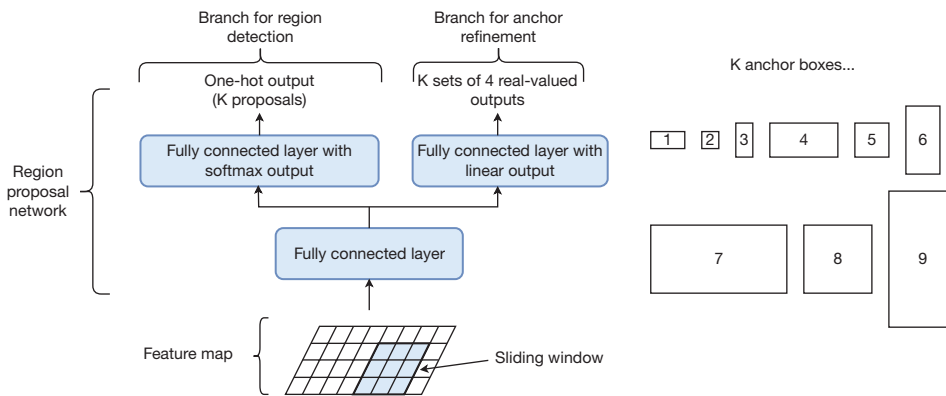 Branch for region
detection
Branch for anchor
refinement
One-hot output
(K proposals)
K sets of 4 real-valued
outputs
K anchor boxes...
Region
proposal
network
Fully connected layer with
softmax output
Fully connected layer with
linear output
1
2
3
4
5
6
Fully connected layer
7
8
9
Feature map
Sliding window